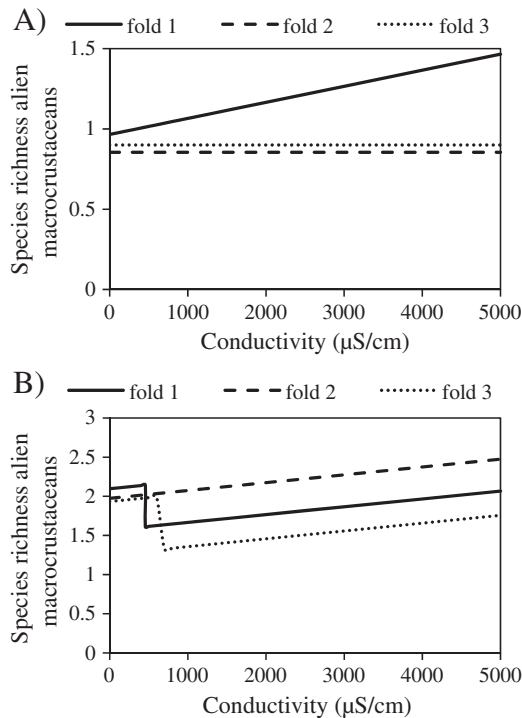 A)
fold 1 fold 2 fold 3
1.5
1
0.5
0
Species richness alien
macrocrustaceans
0 1000 2000 3000 4000 5000
Conductivity (µS/cm)
B)
fold 1 fold 2 fold 3
3
2.5
2
1.5
1
0.5
0
Species richness alien
macrocrustaceans
0 1000 2000 3000 4000 5000
Conductivity (µS/cm)